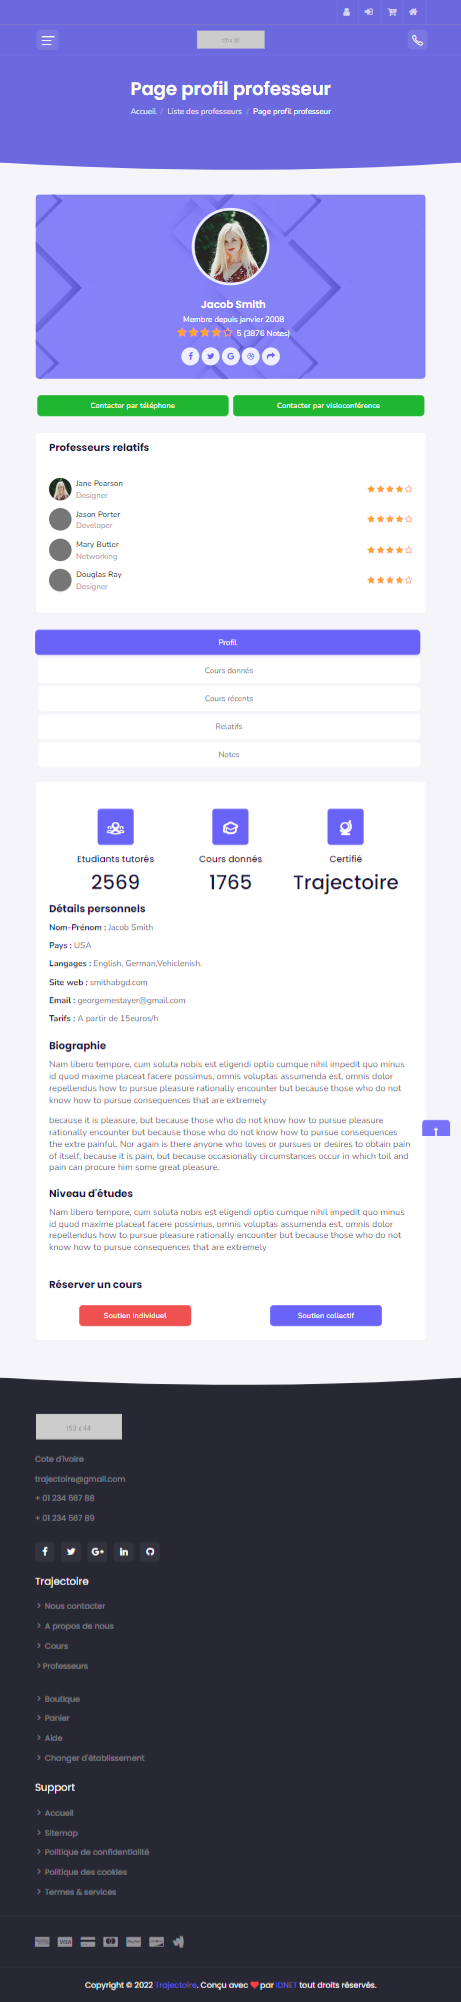 Page profil professeur
Accueil / Liste des professeurs / Page profil professeur
Jacob Smith
Membre depuis janvier 2008
5 (3876 Notes)
Contacter par téléphone
Contacter par visioconférence
Professeurs relatifs
Jane Pearson
Designer
Jason Porter
Developer
Mary Butler
Networking
Douglas Ray
Designer
Profil
Cours donnés
Cours récents
Relatifs
Notes
Etudiants tutorés
2569
Cours donnés
1765
Certifié
Trajectoire
Détails personnels
Nom-Prénom : Jacob Smith
Pays : USA
Langages : English, German,Vehiclenish.
Site web : smithabgd.com
Email : georgemestayer@gmail.com
Tarifs : A partir de 15euros/h
Biographie
Nam libero tempore, cum soluta nobis est eligendi optio cumque nihil impedit quo minus
id quod maxime placeat facere possimus, omnis voluptas assumenda est, omnis dolor
repellendus how to pursue pleasure rationally encounter but because those who do not
know how to pursue consequences that are extremely
because it is pleasure, but because those who do not know how to pursue pleasure
rationally encounter but because those who do not know how to pursue consequences
the extre painful. Nor again is there anyone who loves or pursues or desires to obtain pain
of itself, because it is pain, but because occasionally circumstances occur in which toil and
pain can procure him some great pleasure.
Niveau d'études
Nam libero tempore, cum soluta nobis est eligendi optio cumque nihil impedit quo minus
id quod maxime placeat facere possimus, omnis voluptas assumenda est, omnis dolor
repellendus how to pursue pleasure rationally encounter but because those who do not
know how to pursue consequences that are extremely
Réserver un cours
Soutien individuel
Soutien collectif
153 x 44
Cote d'ivoire
trajectoire@gmail.com
+ 01 234 567 88
+ 01 234 567 89
Trajectoire
Nous contacter
A propos de nous
Cours
Professeurs
Boutique
Panier
Aide
Changer d'établissement
Support
Accueil
Sitemap
Politique de confidentialité
Politique des cookies
Termes & services
VISA
Copyright © 2022 Trajectoire. Conçu avec ❤ par IDNET tout droits réservés.